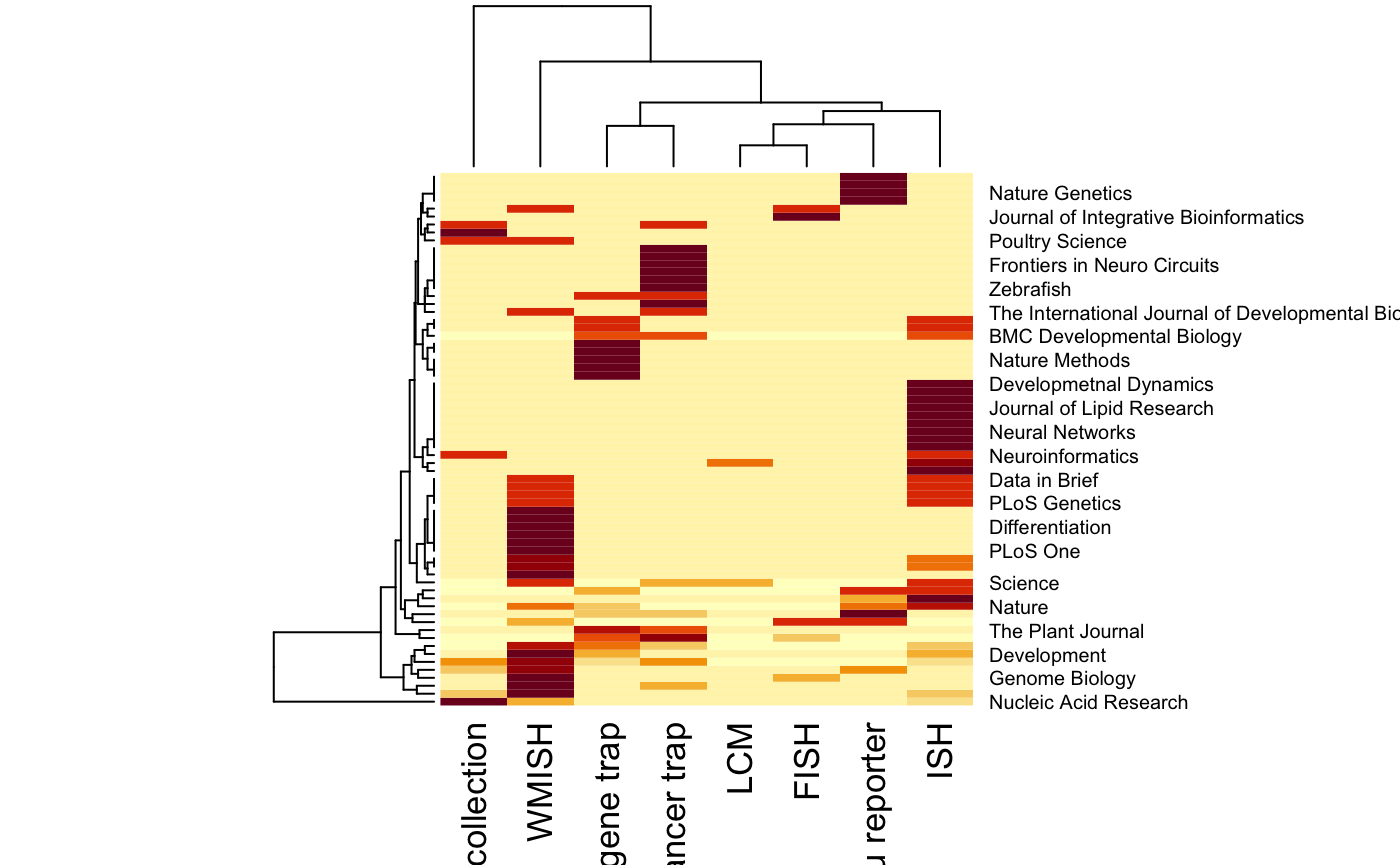 Nature Genetics
Journal of Integrative Bioinformatics
Poultry Science
Frontiers in Neuro Circuits
Zebrafish
The International Journal of Developmental Bio
BMC Developmental Biology
Nature Methods
Developmetnal Dynamics
Journal of Lipid Research
Neural Networks
Neuroinformatics
Data in Brief
PLoS Genetics
Differentiation
PLoS One
Science
Nature
The Plant Journal
Development
Genome Biology
Nucleic Acid Research
collection
WMISH
gene trap
ancer trap
LCM
FISH
u reporter
ISH